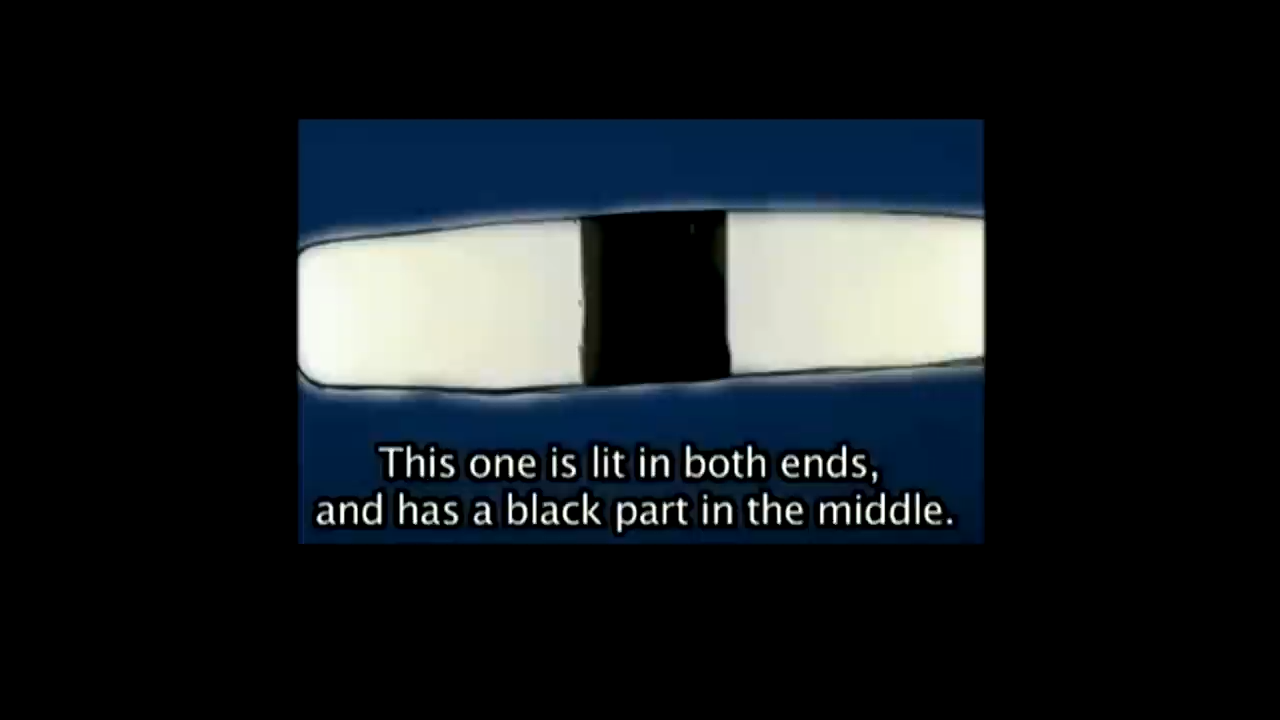 This one is lit in both ends,
and has a black part in the middle.